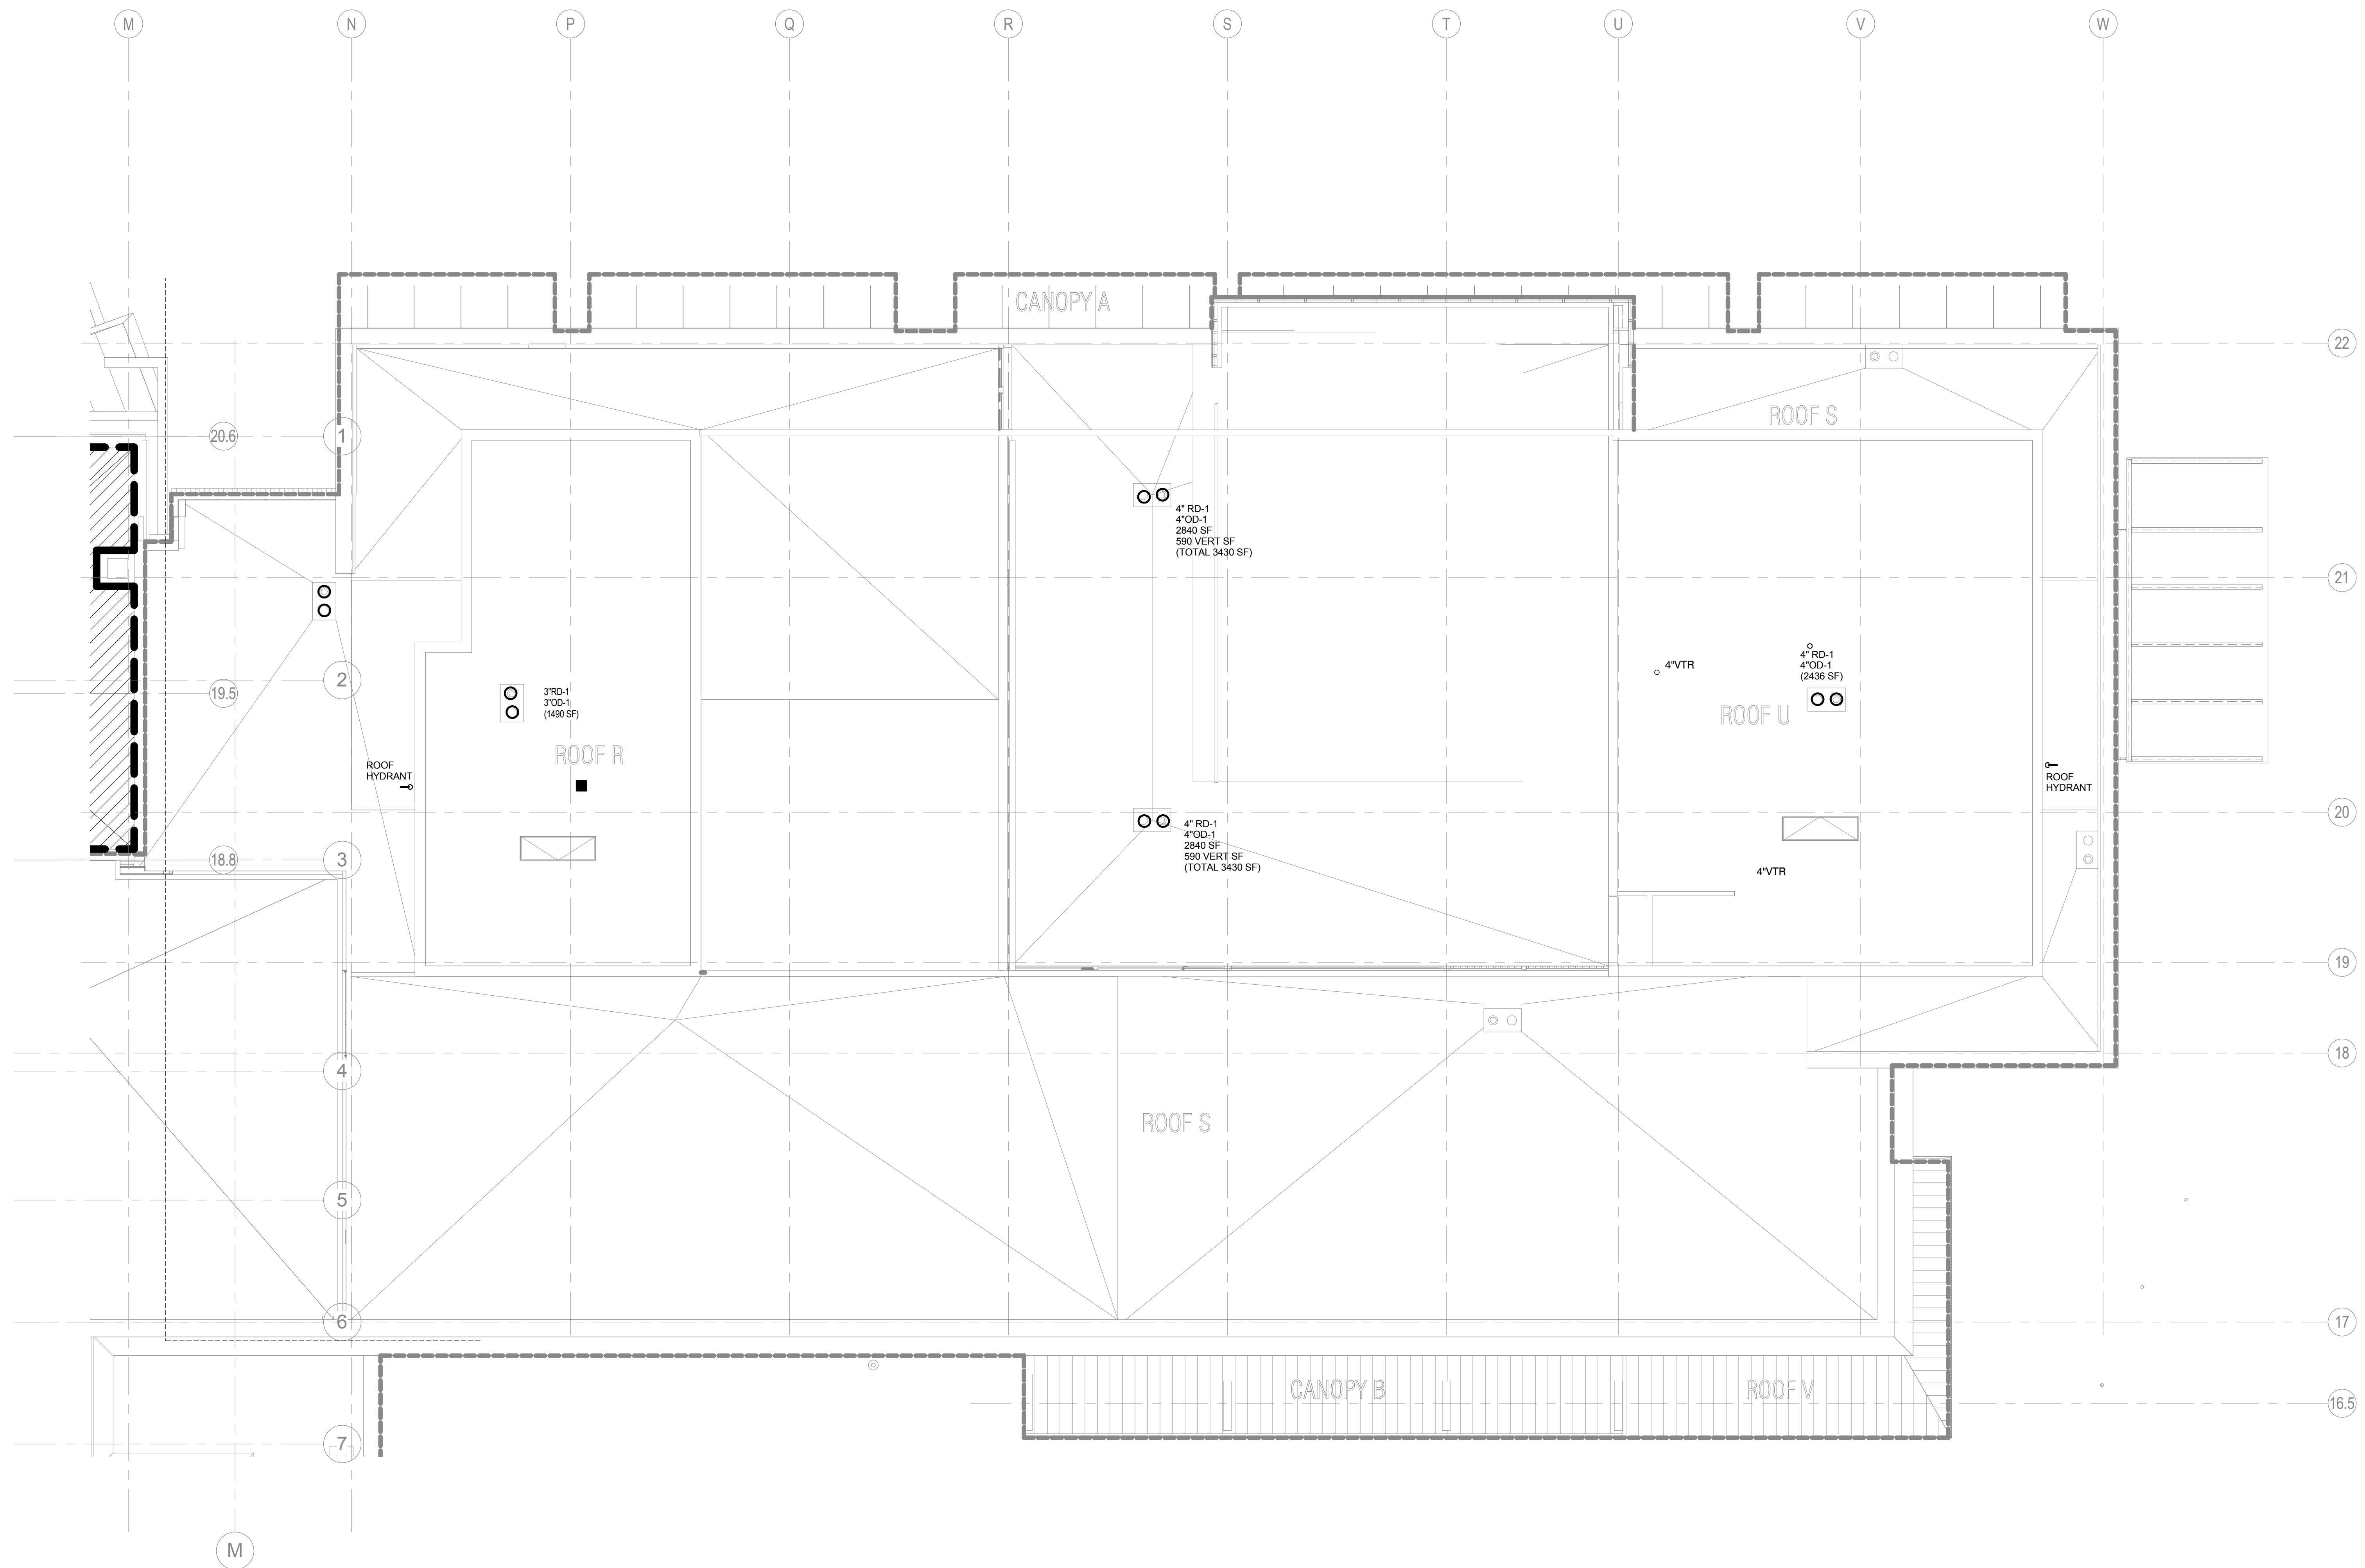 M
N
P
Q
R
S
T
U
V
W
CANOPY A
22
ROOF S
20.6
1
4" RD-1
4"OD-1
2840 SF
590 VERT SF
(TOTAL 3430 SF)
21
4"VTR
4" RD-1
4"OD-1
(2436 SF)
2
19.5
3"RD-1
3"OD-1
(1490 SF)
ROOF U
ROOF R
ROOF
HYDRANT
ROOF
HYDRANT
20
4" RD-1
4"OD-1
2840 SF
590 VERT SF
(TOTAL 3430 SF)
18.8
3
4"VTR
19
18
4
ROOF S
5
6
17
CANOPY B
ROOF V
16.5
7
M